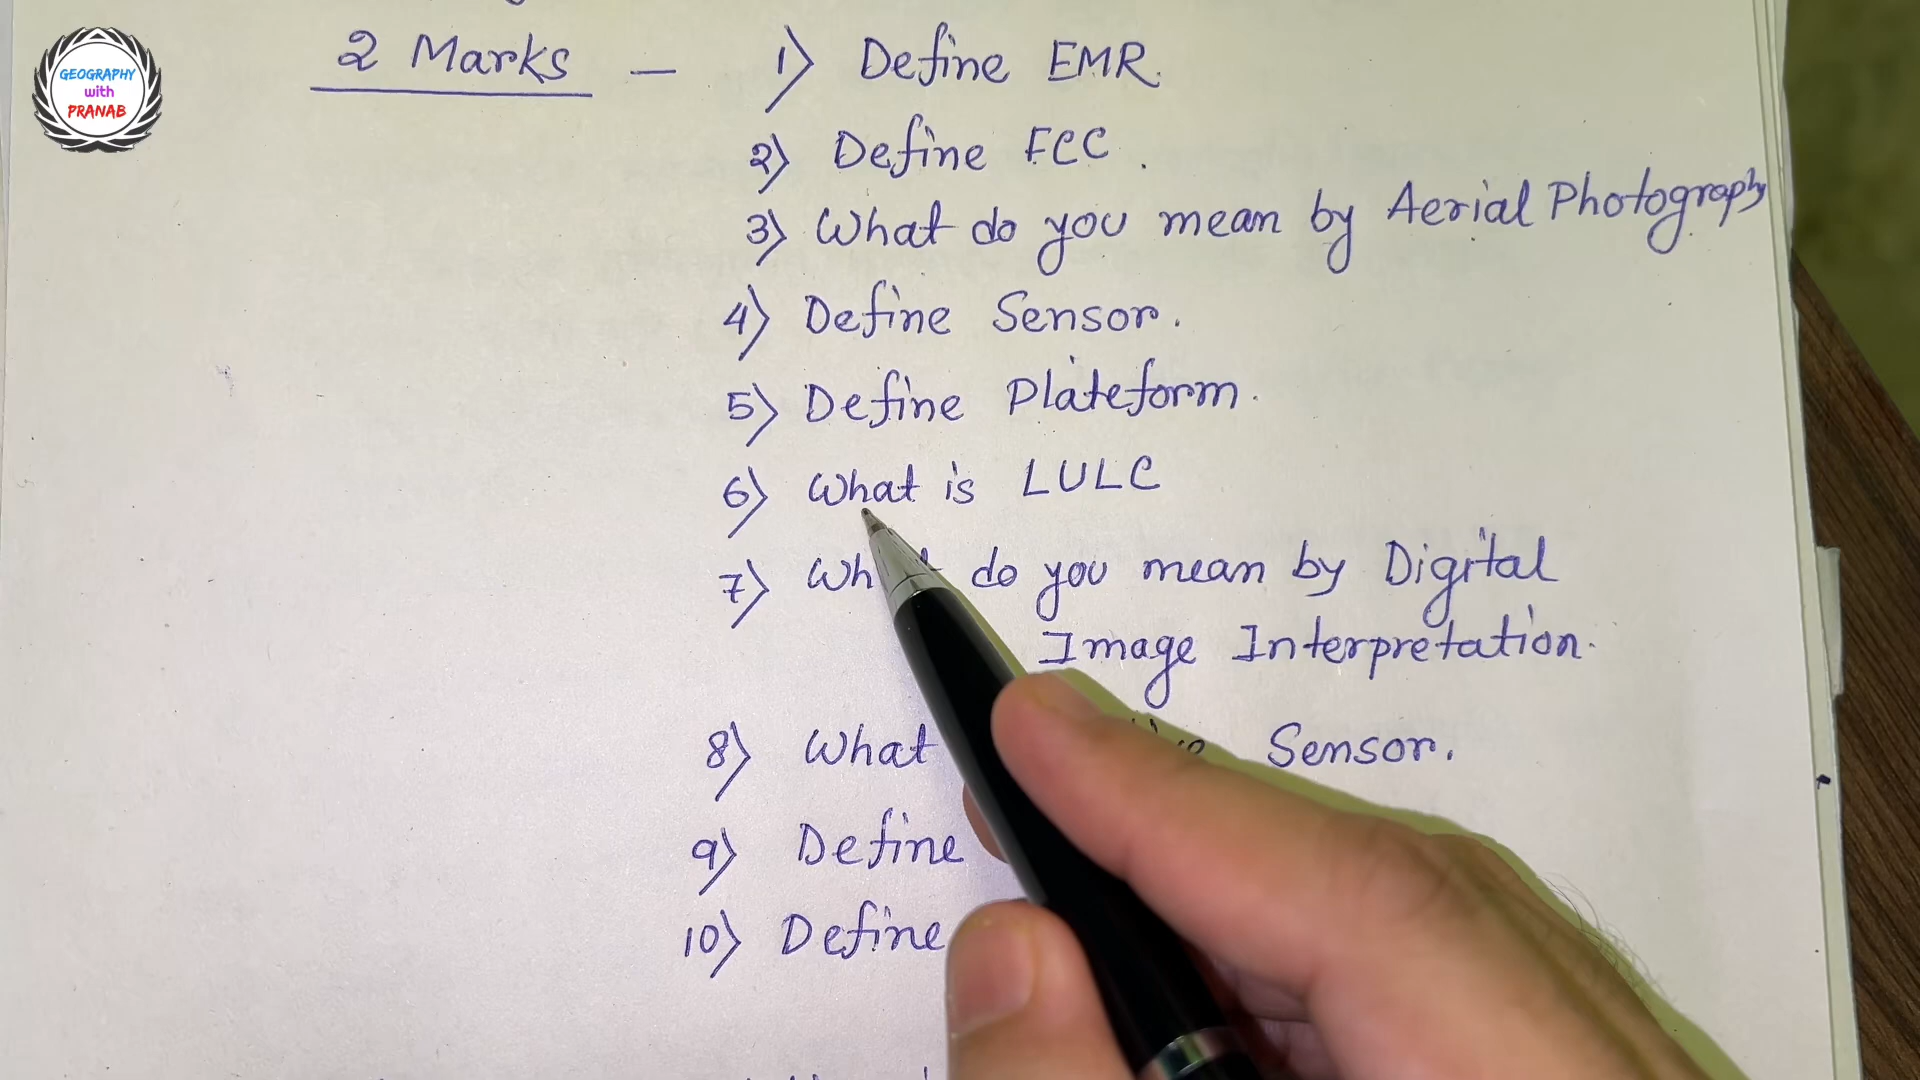 GEOGRAPHY
with
PRANAB
2 Marks - 1) Define EMR.
2) Define FCC.
3) What do you mean by Aerial Photography
4) Define Sensor.
5) Define Plateform.
6) What is LULC
7) do you mean by Digital
Image Interpretation.
8) What Sensor.
9) Define
10) Define